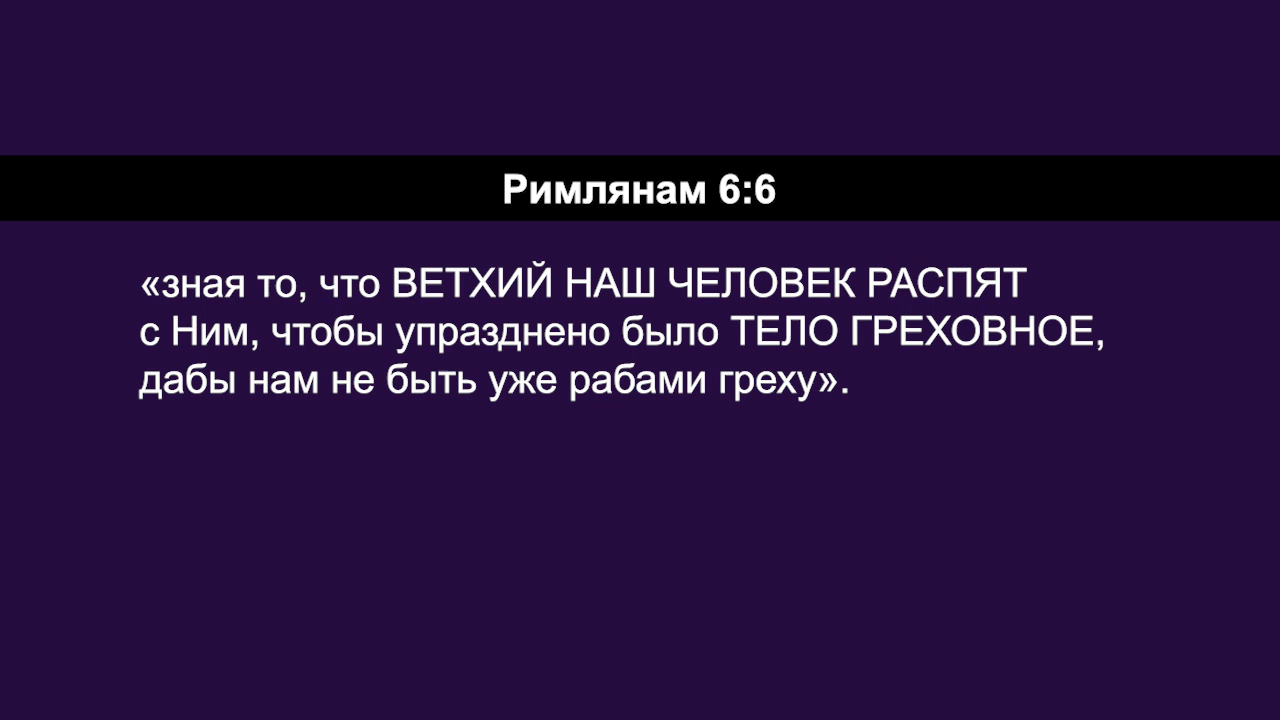 Римлянам 6:6
«зная то, что ВЕТХИЙ НАШ ЧЕЛОВЕК РАСПЯТ
с Ним, чтобы упразднено было ТЕЛО ГРЕХОВНОЕ,
дабы нам не быть уже рабами греху».